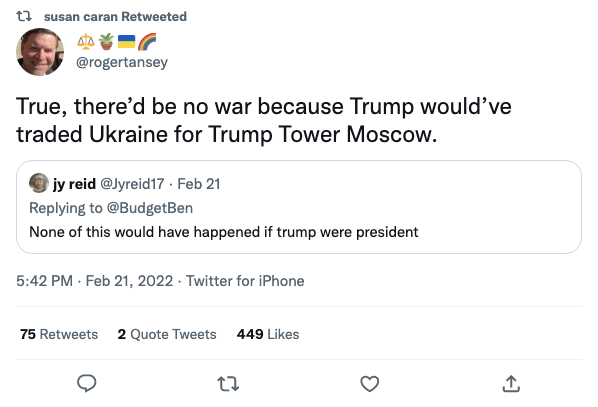 susan caran Retweeted
⚖️🪴🇺🇦🌈
@rogertansey
True, there’d be no war because Trump would’ve
traded Ukraine for Trump Tower Moscow.
jy reid @Jyreid17 · Feb 21
Replying to @BudgetBen
None of this would have happened if trump were president
5:42 PM · Feb 21, 2022 · Twitter for iPhone
75 Retweets 2 Quote Tweets 449 Likes